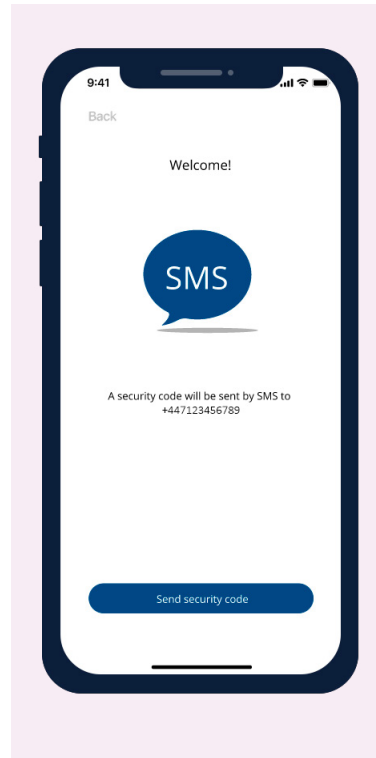 9:41
Back
Welcome!
SMS
A security code will be sent by SMS to
+447123456789
Send security code